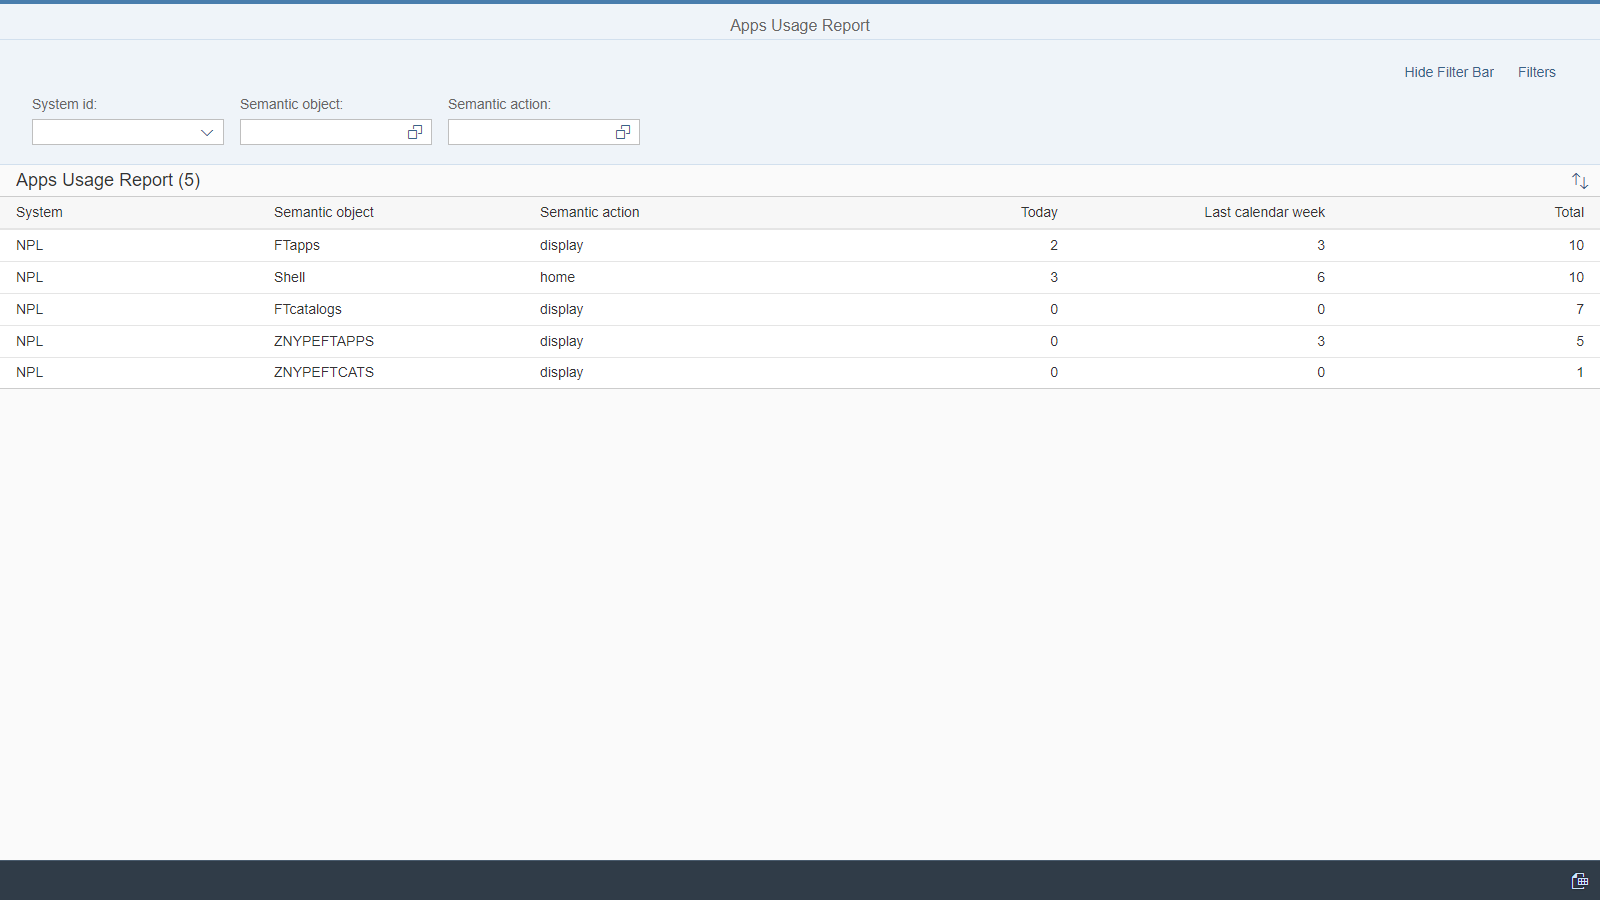 Apps Usage Report
Hide Filter Bar Filters
System id: Semantic object: Semantic action:
Apps Usage Report (5)
System Semantic object Semantic action Today Last calendar week Total
NPL FTapps display 2 3 10
NPL Shell home 3 6 10
NPL FTcatalogs display 0 0 7
NPL ZNYPEFTAPPS display 0 3 5
NPL ZNYPEFTCATS display 0 0 1